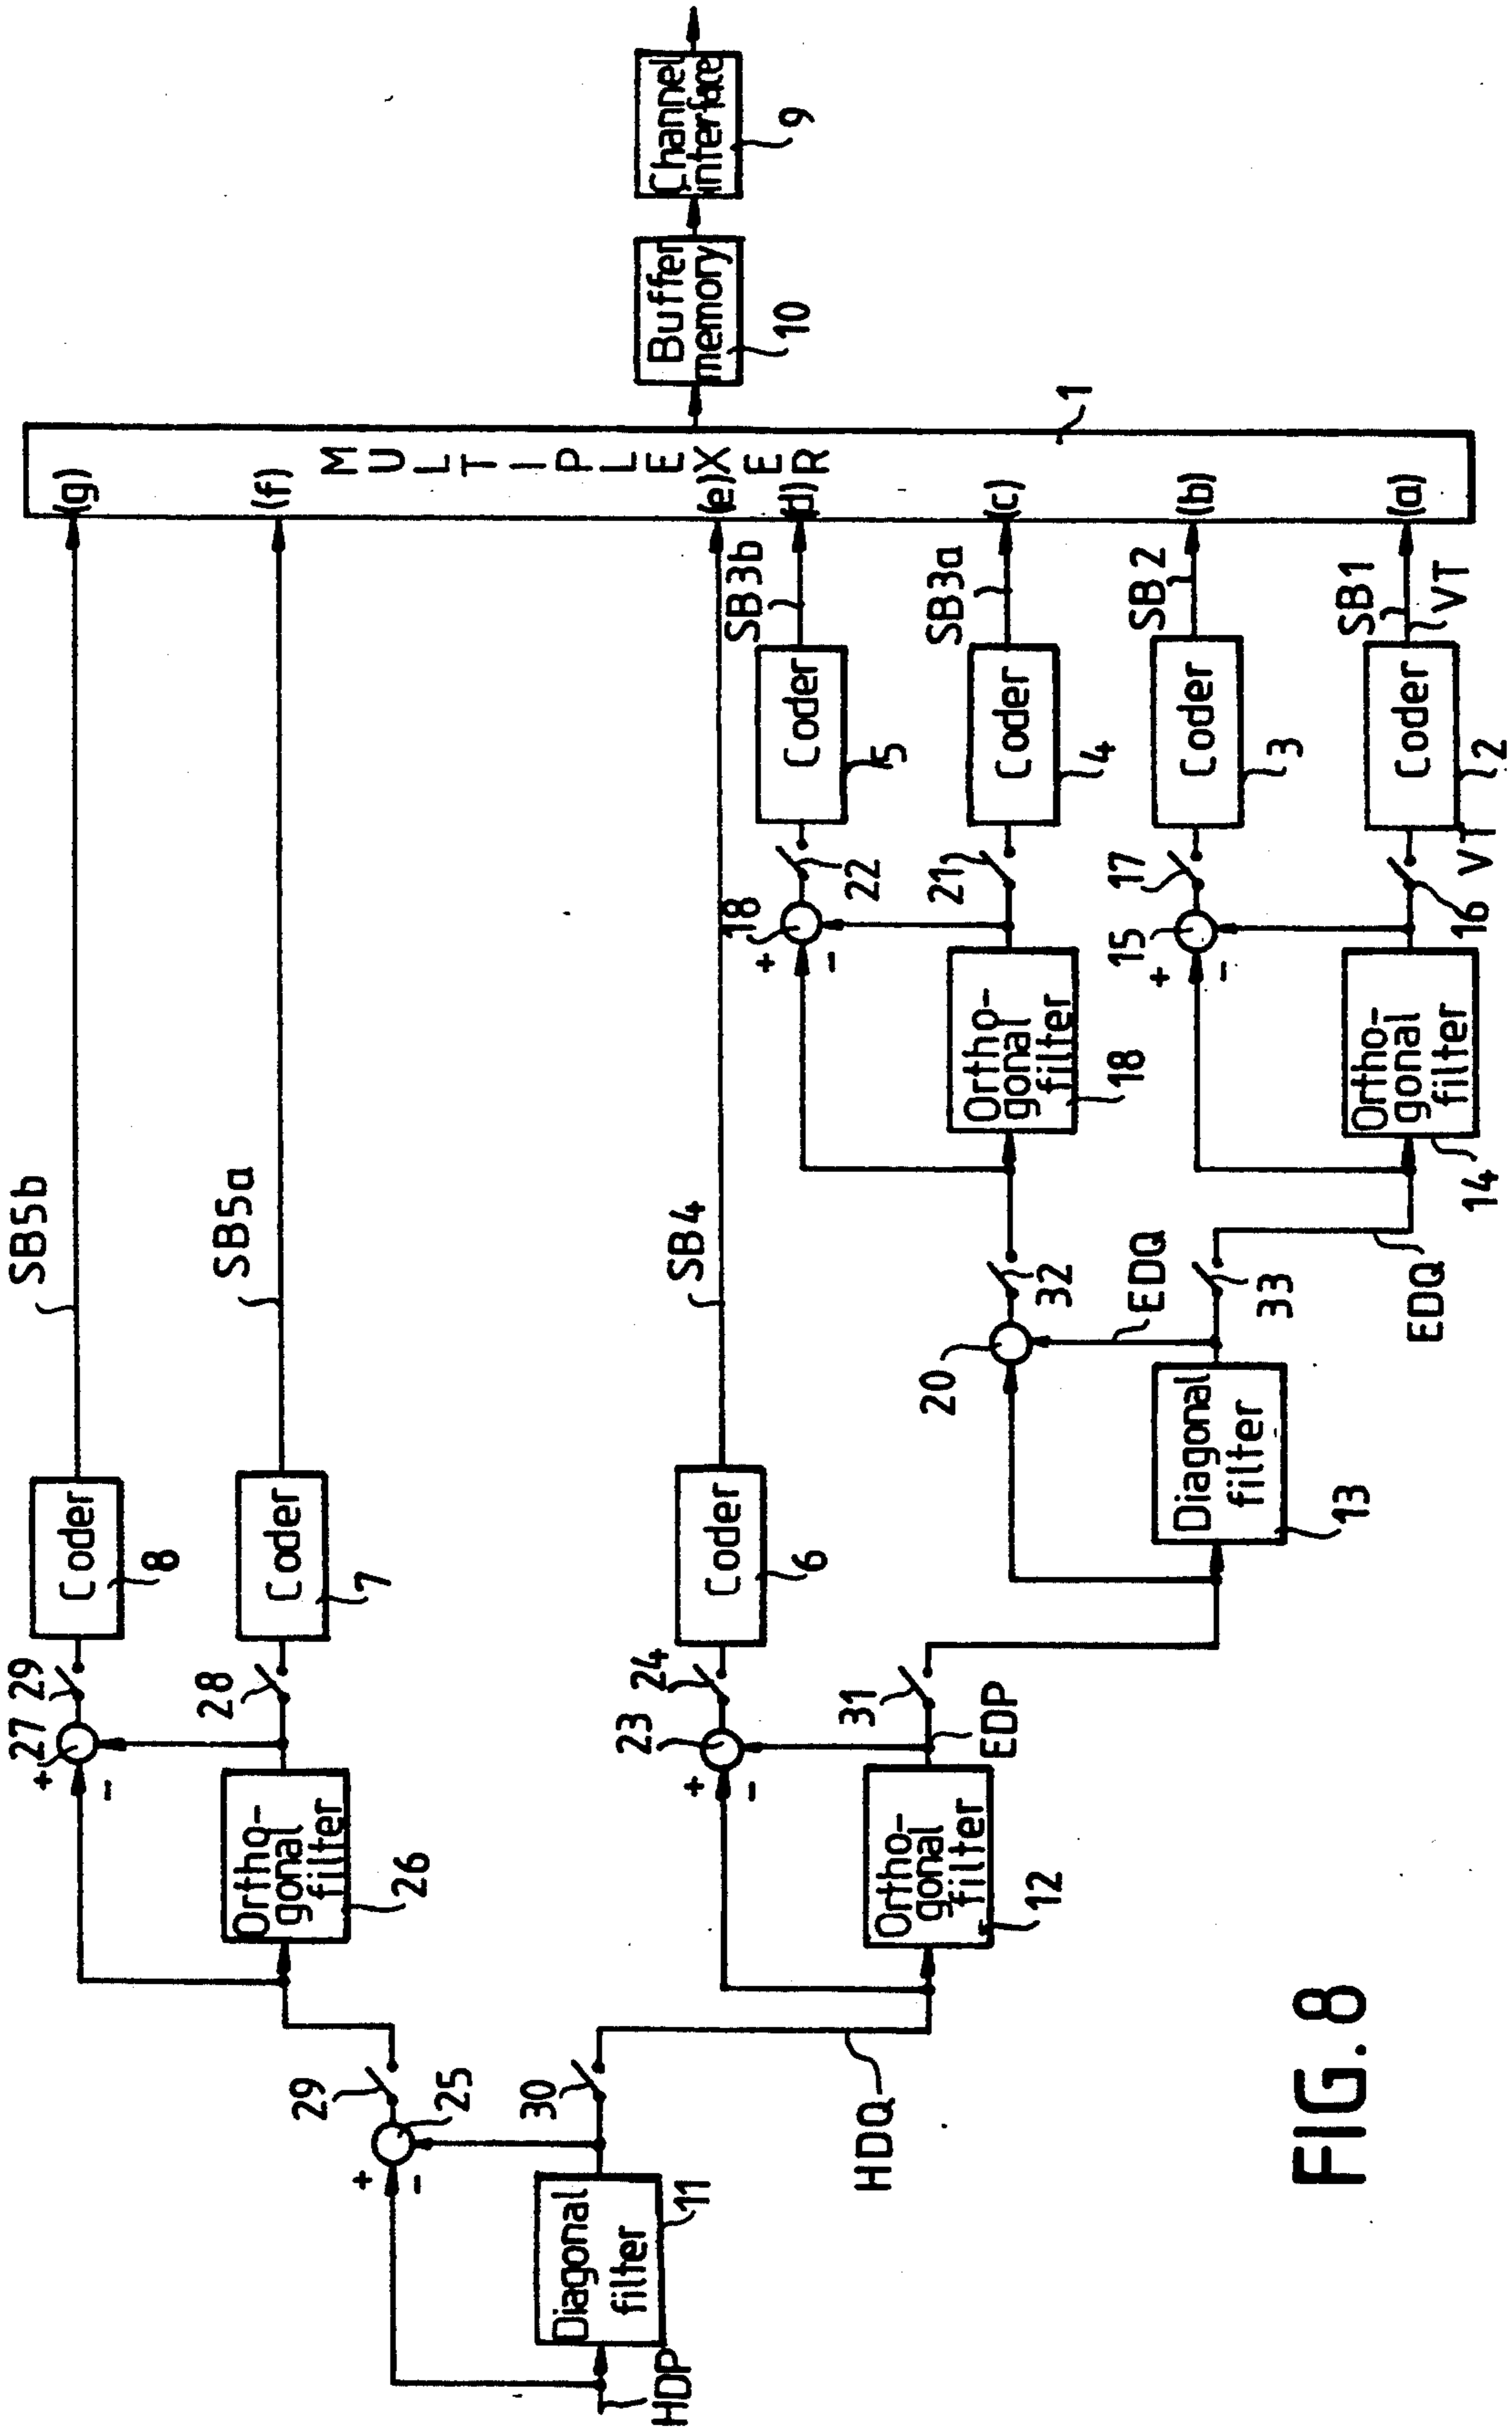 SB5b
(g)
Coder
8
27
29
+
−
SB5a
(f)
Coder
7
28
Ortho-
gonal
filter
26
29
25
+
−
30
Diagonal
filter
11
HDP
HDQ
MULTIPLEXER
1
Buffer
memory
10
Channel
interface
9
SB4
(e)
Coder
6
24
23
+
−
31
EDP
Ortho-
gonal
filter
12
SB3b
(d)
Coder
5
22
18
+
−
SB3a
(c)
Coder
4
21
Ortho-
gonal
filter
18
32
20
EDQ
33
Diagonal
filter
13
SB2
(b)
Coder
3
17
15
+
−
SB1
VT
(a)
Coder
2
VT
16
Ortho-
gonal
filter
14
EDQ
FIG. 8